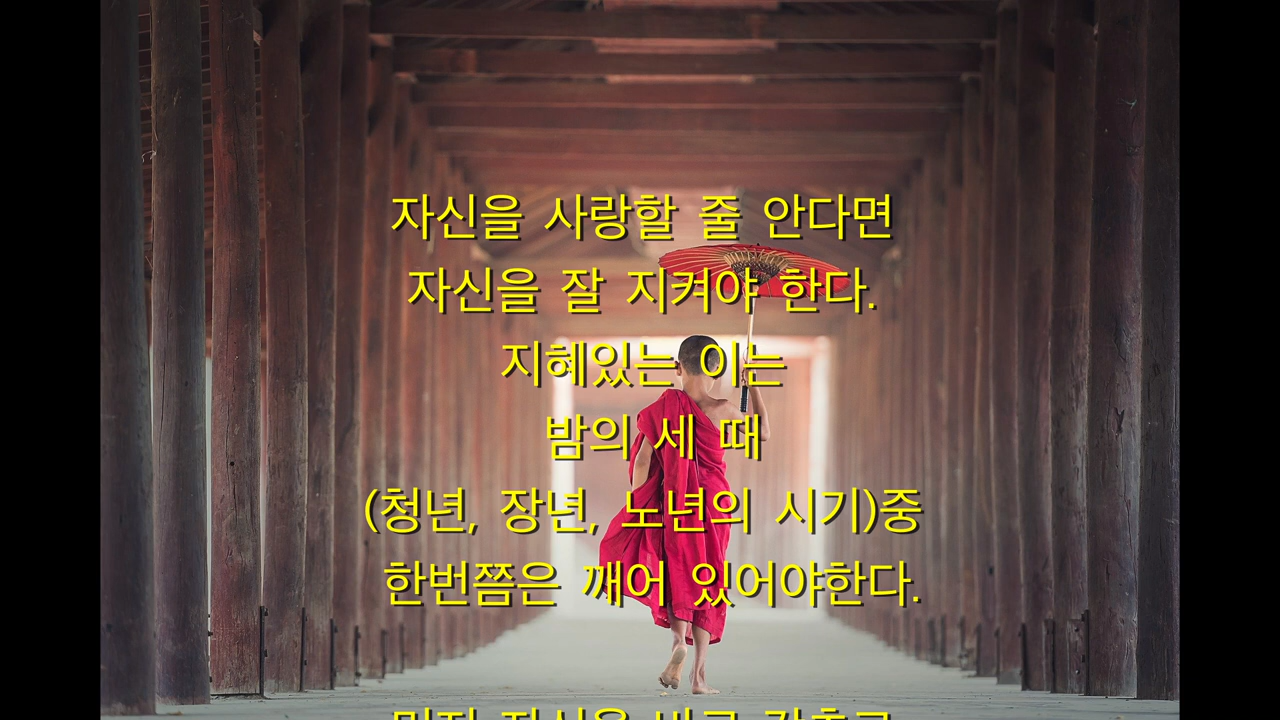 자신을 사랑할 줄 안다면
자신을 잘 지켜야 한다.
지혜있는 이는
밤의 세 때
(청년, 장년, 노년의 시기)중
한번쯤은 깨어 있어야한다.